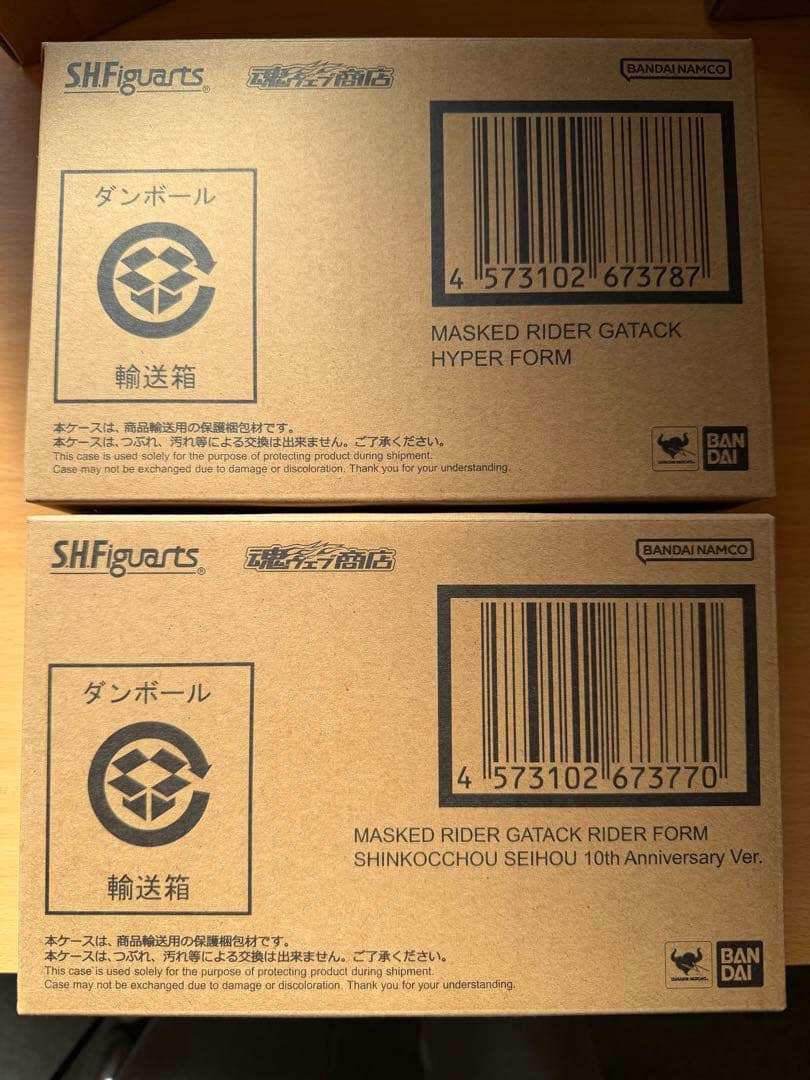 S.H.Figuarts®
魂ウェブ商店
BANDAI NAMCO
ダンボール
輸送箱
4 573102 673787
MASKED RIDER GATACK
HYPER FORM
本ケースは、商品輸送用の保護梱包材です。
本ケースは、つぶれ、汚れ等による交換は出来ません。ご了承ください。
This case is used solely for the purpose of protecting product during shipment.
Case may not be exchanged due to damage or discoloration. Thank you for your understanding.
BAN
DAI
S.H.Figuarts®
魂ウェブ商店
BANDAI NAMCO
ダンボール
輸送箱
4 573102 673770
MASKED RIDER GATACK RIDER FORM
SHINKOCCHOU SEIHOU 10th Anniversary Ver.
本ケースは、商品輸送用の保護梱包材です。
本ケースは、つぶれ、汚れ等による交換は出来ません。ご了承ください。
This case is used solely for the purpose of protecting product during shipment.
Case may not be exchanged due to damage or discoloration. Thank you for your understanding.
BAN
DAI